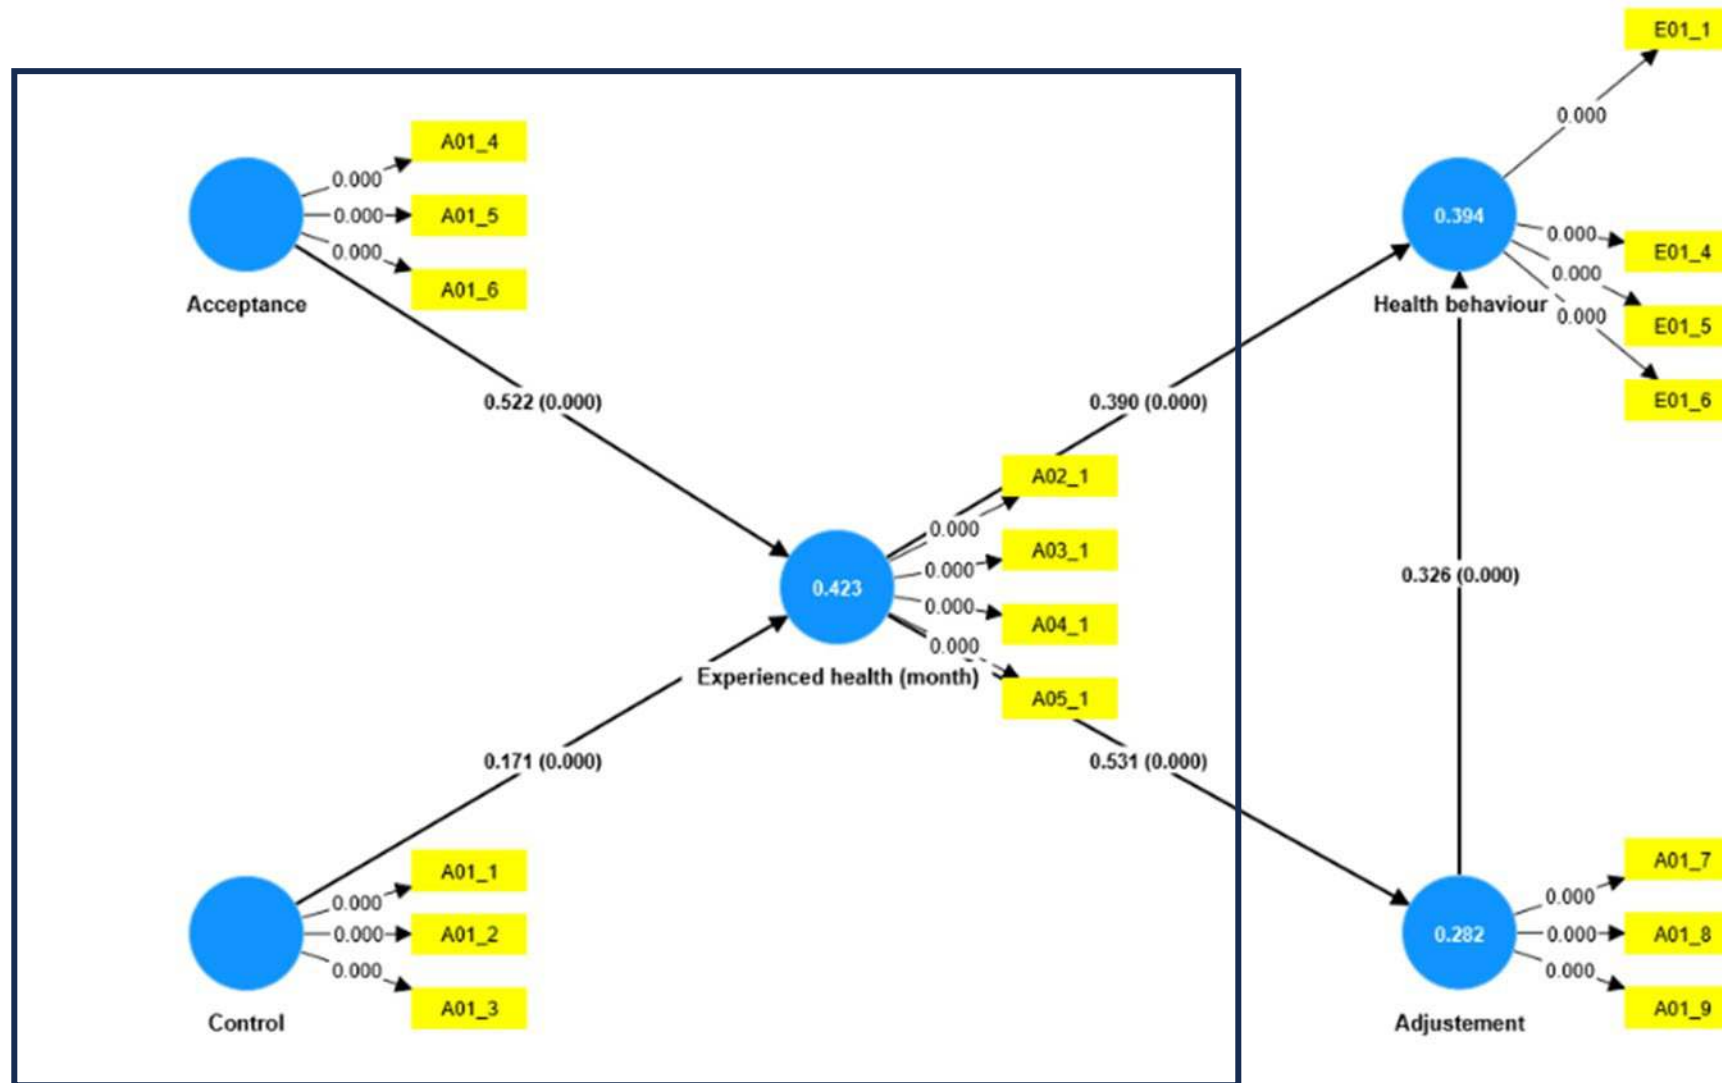 E01_1
0.000
A01_4
0.000
0.000
A01_5
0.000
A01_6
Acceptance
0.394
0.000
E01_4
0.000
E01_5
0.000
E01_6
Health behaviour
0.522 (0.000)
0.390 (0.000)
A02_1
0.000
A03_1
0.000
0.423
0.000
A04_1
0.000
Experienced health (month)
A05_1
0.326 (0.000)
0.171 (0.000)
0.531 (0.000)
A01_1
0.000
0.000
A01_2
0.000
A01_3
Control
A01_7
0.000
0.282
0.000
A01_8
0.000
A01_9
Adjustement